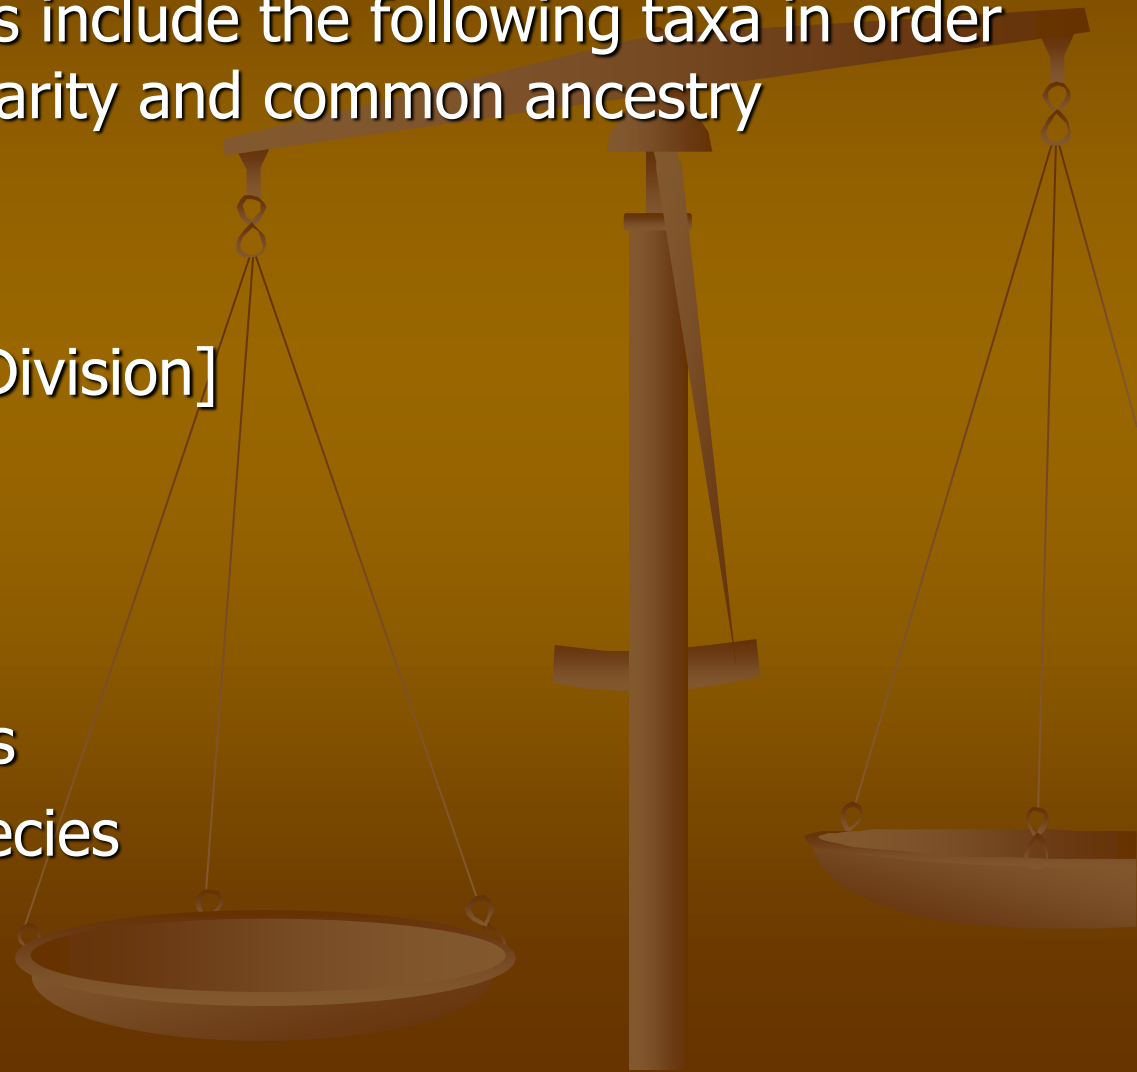 s include the following taxa in order
arity and common ancestry
Division]
s
ecies